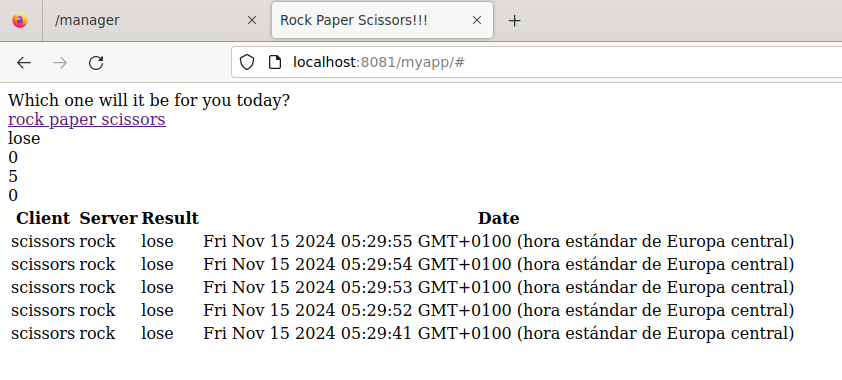 /manager
Rock Paper Scissors!!!
localhost:8081/myapp/#
Which one will it be for you today?
rock paper scissors
lose
0
5
0
Client Server Result Date
scissors rock lose Fri Nov 15 2024 05:29:55 GMT+0100 (hora estándar de Europa central)
scissors rock lose Fri Nov 15 2024 05:29:54 GMT+0100 (hora estándar de Europa central)
scissors rock lose Fri Nov 15 2024 05:29:53 GMT+0100 (hora estándar de Europa central)
scissors rock lose Fri Nov 15 2024 05:29:52 GMT+0100 (hora estándar de Europa central)
scissors rock lose Fri Nov 15 2024 05:29:41 GMT+0100 (hora estándar de Europa central)